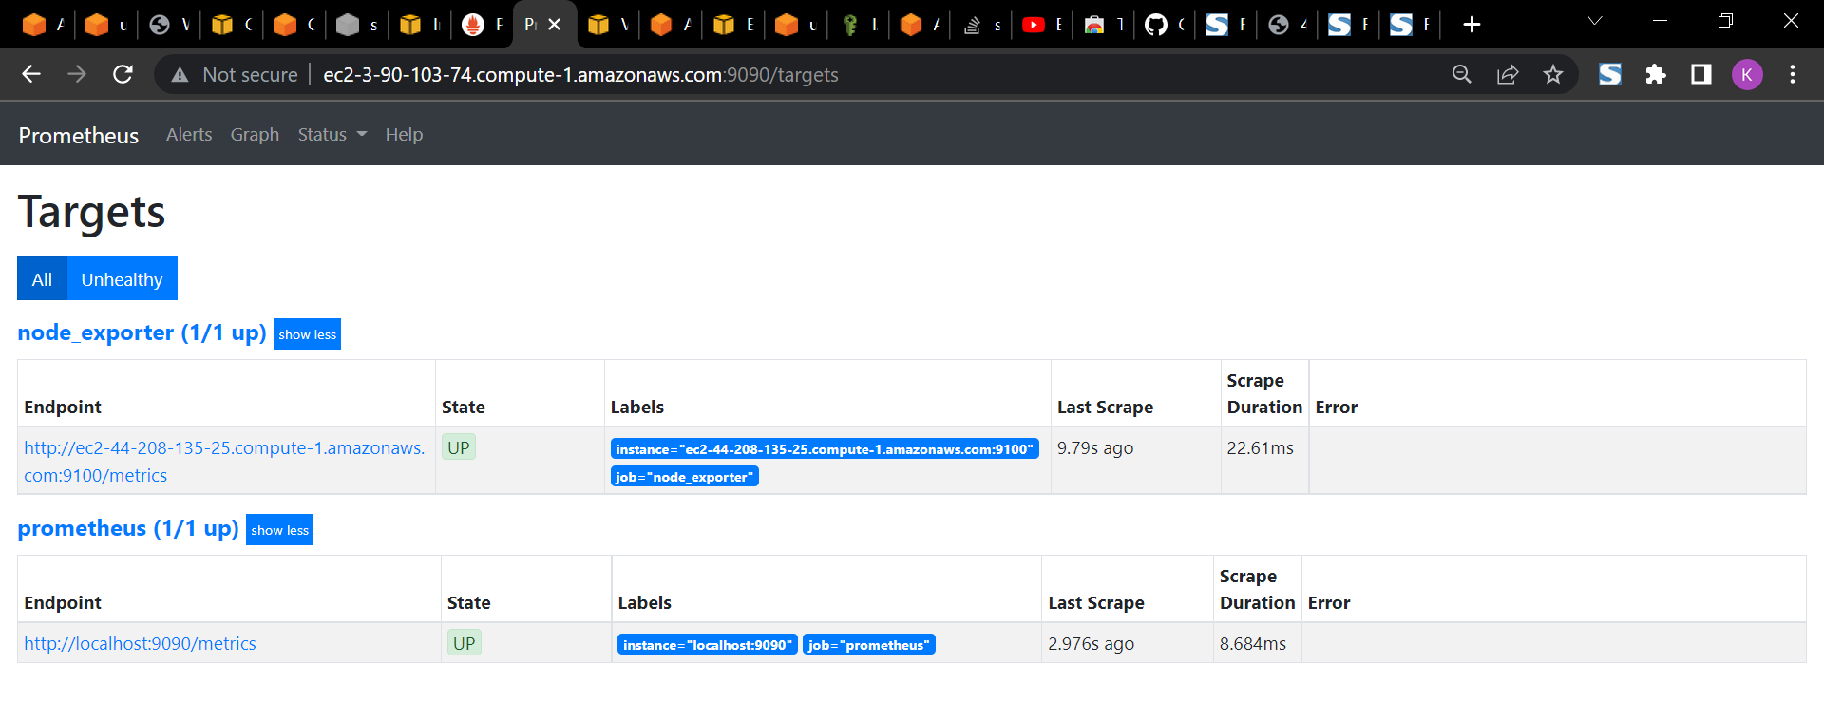 Not secure ec2-3-90-103-74.compute-1.amazonaws.com:9090/targets K
Prometheus Alerts Graph Status Help
Targets
All Unhealthy
node_exporter (1/1 up) show less
Endpoint State Labels Last Scrape Scrape Duration Error
http://ec2-44-208-135-25.compute-1.amazonaws.
com:9100/metrics
UP
instance="ec2-44-208-135-25.compute-1.amazonaws.com:9100"
job="node_exporter"
9.79s ago 22.61ms
prometheus (1/1 up) show less
Endpoint State Labels Last Scrape Scrape Duration Error
http://localhost:9090/metrics UP instance="localhost:9090" job="prometheus" 2.976s ago 8.684ms